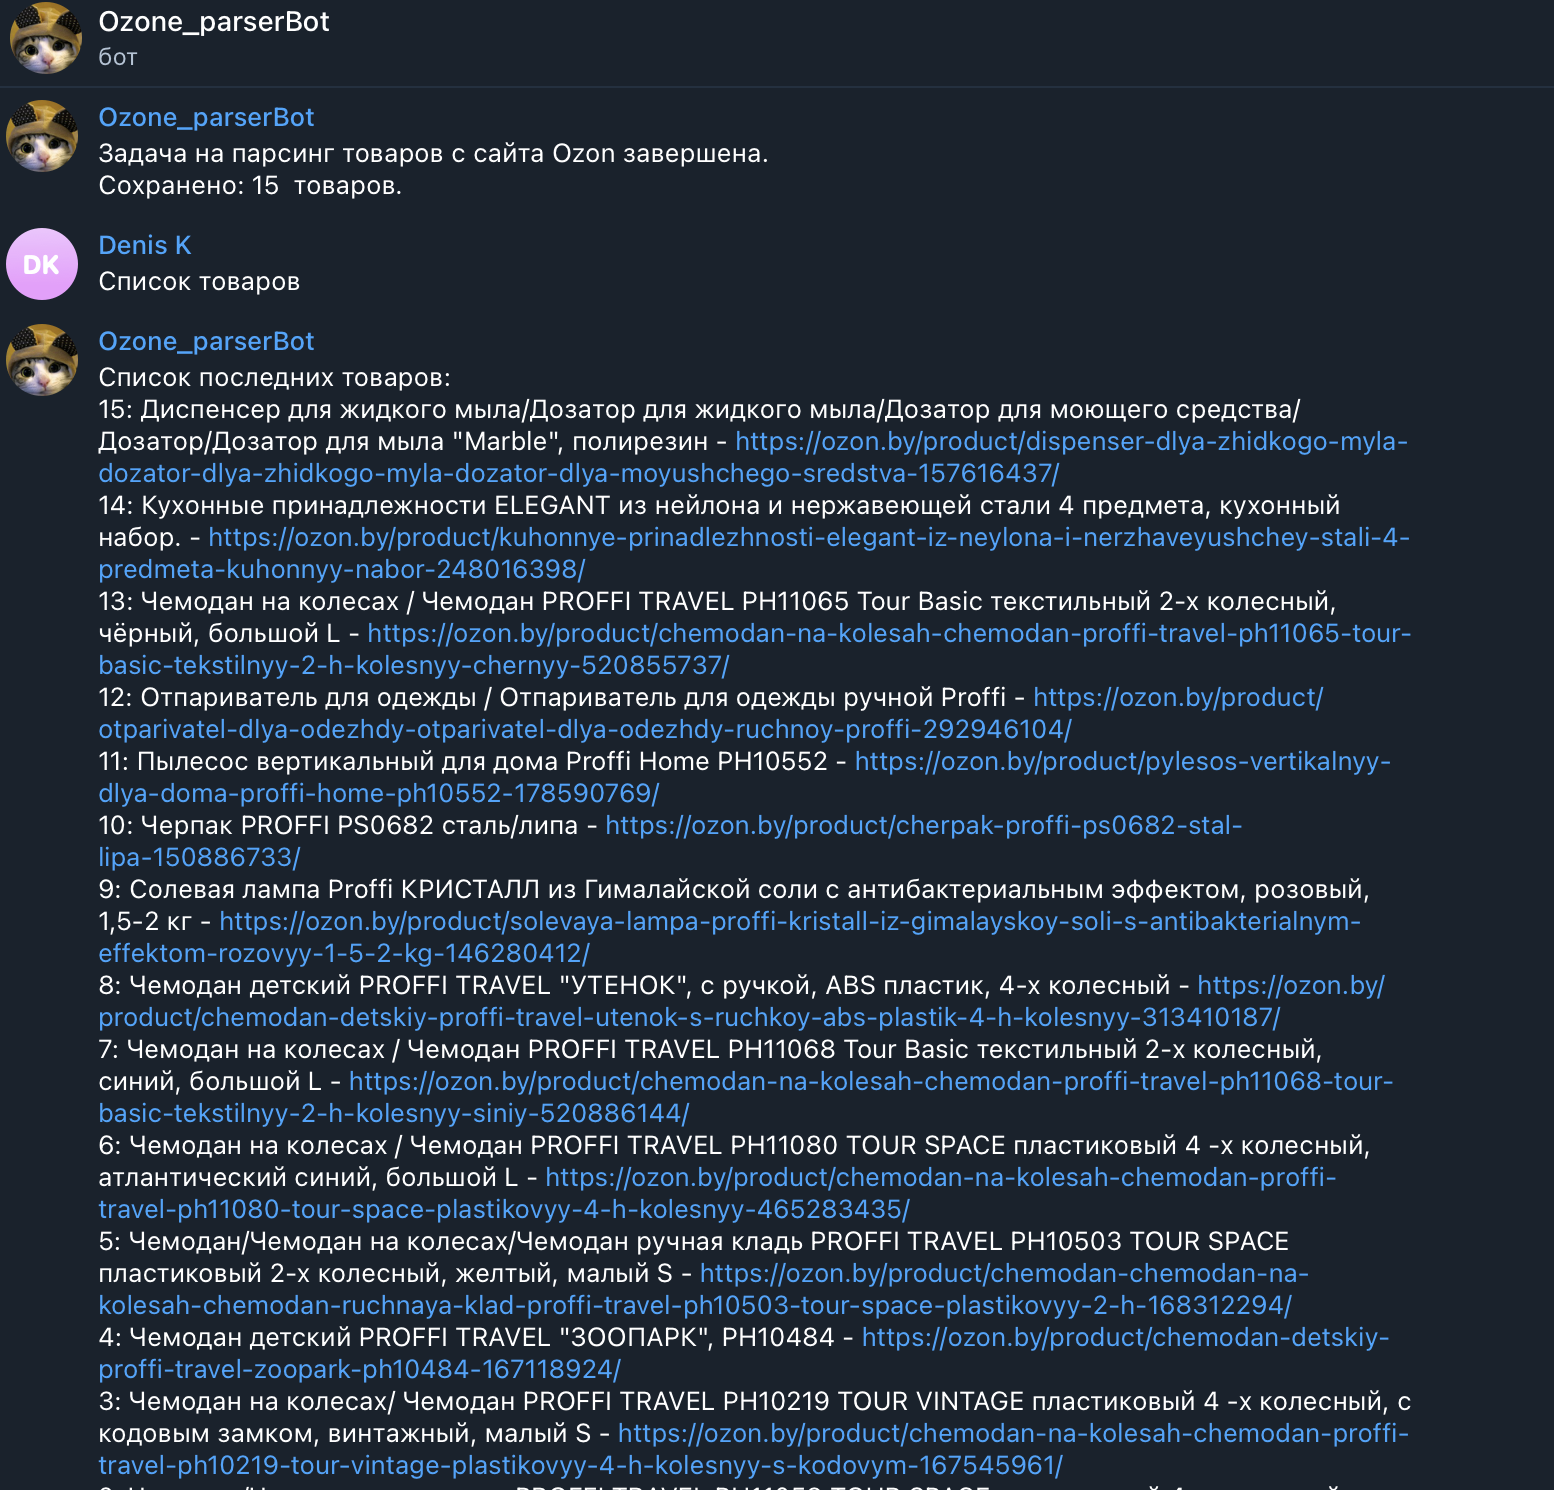 Ozone_parserBot
бот
Ozone_parserBot
Задача на парсинг товаров с сайта Ozon завершена.
Сохранено: 15 товаров.
DK
Denis K
Список товаров
Ozone_parserBot
Список последних товаров:
15: Диспенсер для жидкого мыла/Дозатор для жидкого мыла/Дозатор для моющего средства/
Дозатор/Дозатор для мыла "Marble", полирезин - https://ozon.by/product/dispenser-dlya-zhidkogo-myla-
dozator-dlya-zhidkogo-myla-dozator-dlya-moyushchego-sredstva-157616437/
14: Кухонные принадлежности ELEGANT из нейлона и нержавеющей стали 4 предмета, кухонный
набор. - https://ozon.by/product/kuhonnye-prinadlezhnosti-elegant-iz-neylona-i-nerzhaveyushchey-stali-4-
predmeta-kuhonnyy-nabor-248016398/
13: Чемодан на колесах / Чемодан PROFFI TRAVEL PH11065 Tour Basic текстильный 2-х колесный,
чёрный, большой L - https://ozon.by/product/chemodan-na-kolesah-chemodan-proffi-travel-ph11065-tour-
basic-tekstilnyy-2-h-kolesnyy-chernyy-520855737/
12: Отпариватель для одежды / Отпариватель для одежды ручной Proffi - https://ozon.by/product/
otparivatel-dlya-odezhdy-otparivatel-dlya-odezhdy-ruchnoy-proffi-292946104/
11: Пылесос вертикальный для дома Proffi Home PH10552 - https://ozon.by/product/pylesos-vertikalnyy-
dlya-doma-proffi-home-ph10552-178590769/
10: Черпак PROFFI PS0682 сталь/липа - https://ozon.by/product/cherpak-proffi-ps0682-stal-
lipa-150886733/
9: Солевая лампа Proffi КРИСТАЛЛ из Гималайской соли с антибактериальным эффектом, розовый,
1,5-2 кг - https://ozon.by/product/solevaya-lampa-proffi-kristall-iz-gimalayskoy-soli-s-antibakterialnym-
effektom-rozovyy-1-5-2-kg-146280412/
8: Чемодан детский PROFFI TRAVEL "УТЕНОК", с ручкой, ABS пластик, 4-х колесный - https://ozon.by/
product/chemodan-detskiy-proffi-travel-utenok-s-ruchkoy-abs-plastik-4-h-kolesnyy-313410187/
7: Чемодан на колесах / Чемодан PROFFI TRAVEL PH11068 Tour Basic текстильный 2-х колесный,
синий, большой L - https://ozon.by/product/chemodan-na-kolesah-chemodan-proffi-travel-ph11068-tour-
basic-tekstilnyy-2-h-kolesnyy-siniy-520886144/
6: Чемодан на колесах / Чемодан PROFFI TRAVEL PH11080 TOUR SPACE пластиковый 4 -х колесный,
атлантический синий, большой L - https://ozon.by/product/chemodan-na-kolesah-chemodan-proffi-
travel-ph11080-tour-space-plastikovyy-4-h-kolesnyy-465283435/
5: Чемодан/Чемодан на колесах/Чемодан ручная кладь PROFFI TRAVEL PH10503 TOUR SPACE
пластиковый 2-х колесный, желтый, малый S - https://ozon.by/product/chemodan-chemodan-na-
kolesah-chemodan-ruchnaya-klad-proffi-travel-ph10503-tour-space-plastikovyy-2-h-168312294/
4: Чемодан детский PROFFI TRAVEL "ЗООПАРК", PH10484 - https://ozon.by/product/chemodan-detskiy-
proffi-travel-zoopark-ph10484-167118924/
3: Чемодан на колесах/ Чемодан PROFFI TRAVEL PH10219 TOUR VINTAGE пластиковый 4 -х колесный, с
кодовым замком, винтажный, малый S - https://ozon.by/product/chemodan-na-kolesah-chemodan-proffi-
travel-ph10219-tour-vintage-plastikovyy-4-h-kolesnyy-s-kodovym-167545961/